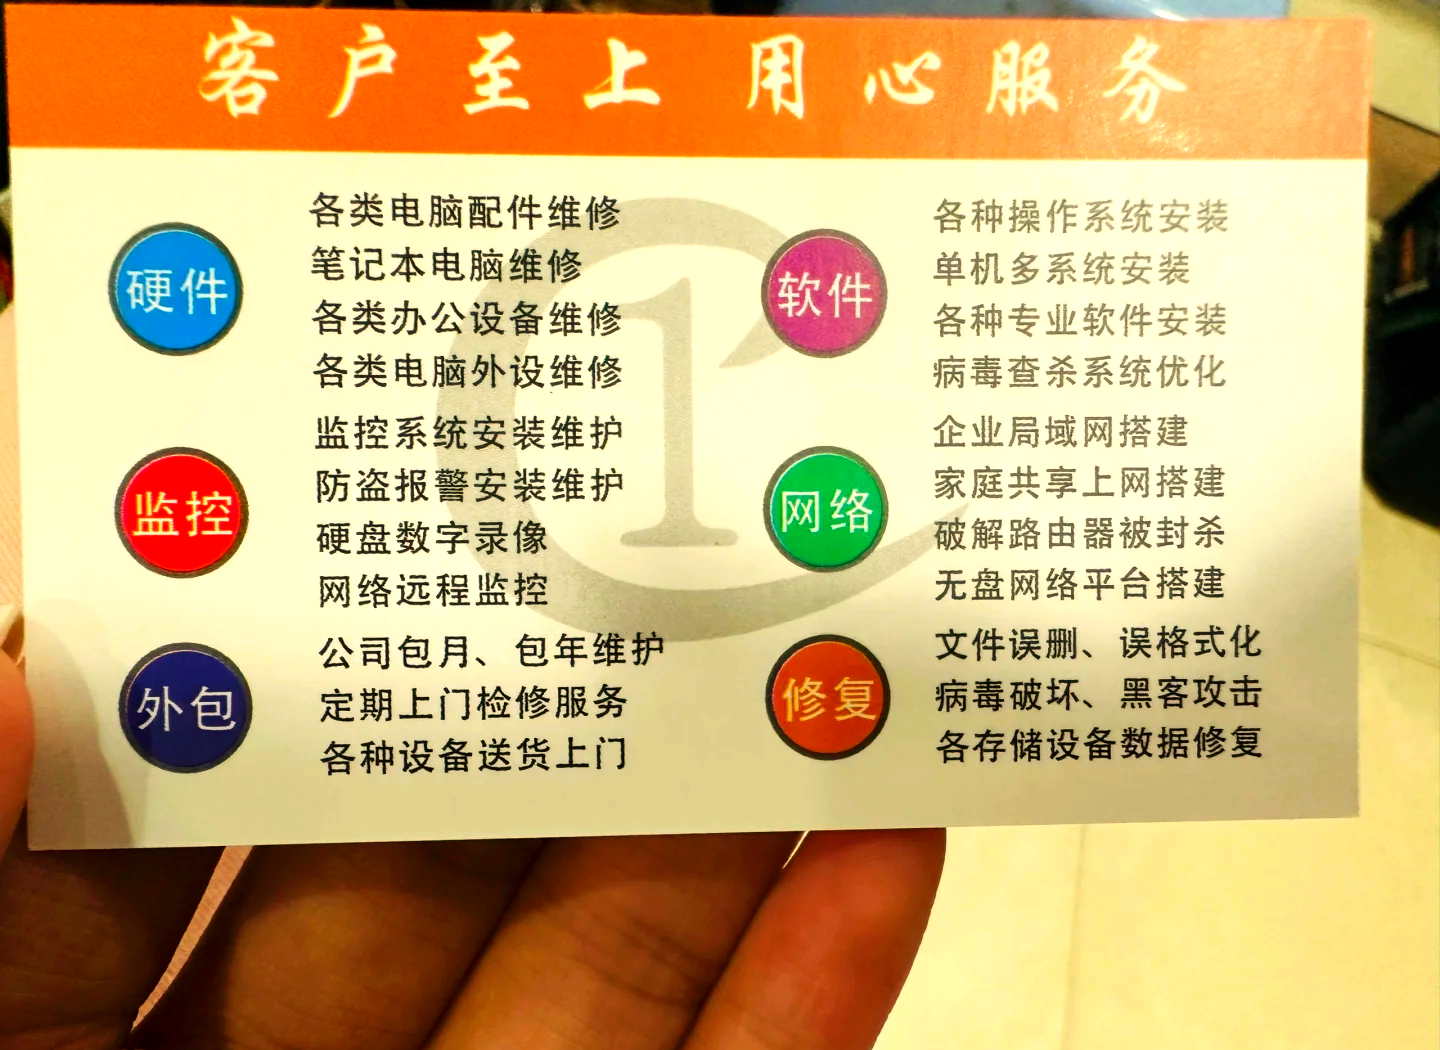 客户至上 用心服务
硬件
各类电脑配件维修
笔记本电脑维修
各类办公设备维修
各类电脑外设维修
监控
监控系统安装维护
防盗报警安装维护
硬盘数字录像
网络远程监控
外包
公司包月、包年维护
定期上门检修服务
各种设备送货上门
软件
各种操作系统安装
单机多系统安装
各种专业软件安装
病毒查杀系统优化
网络
企业局域网搭建
家庭共享上网搭建
破解路由器被封杀
无盘网络平台搭建
修复
文件误删、误格式化
病毒破坏、黑客攻击
各存储设备数据修复